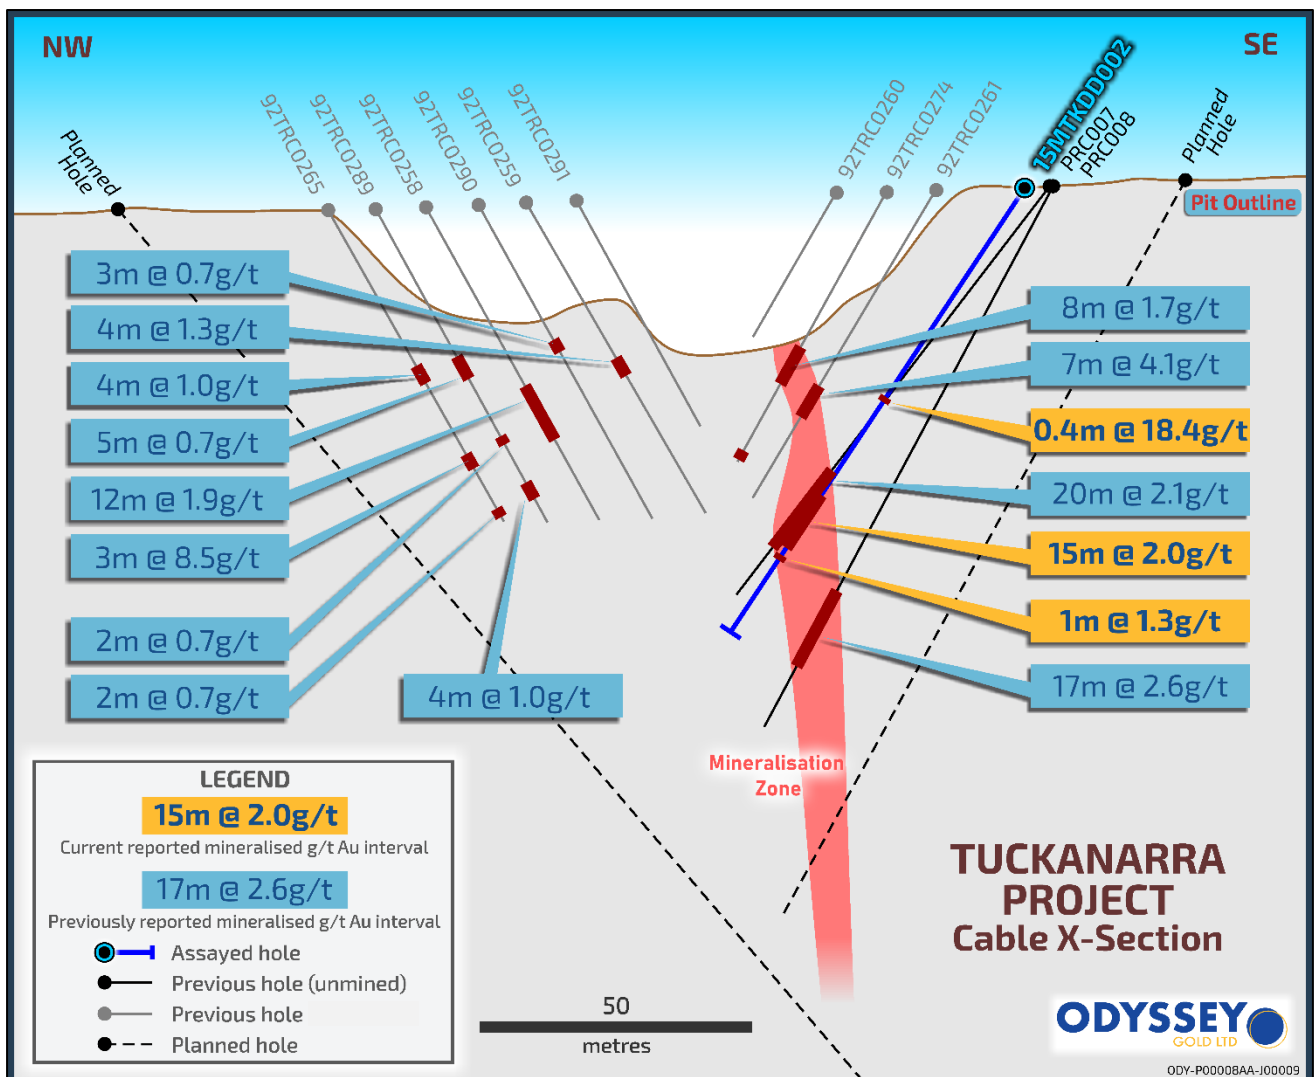 NW
SE
Planned
Hole
92TRC0265
92TRC0289
92TRC0258
92TRC0290
92TRC0259
92TRC0291
92TRC0260
92TRC0274
92TRC0261
15MTKDD002
PRC007
PRC008
Planned
Hole
Pit Outline
3m @ 0.7g/t
4m @ 1.3g/t
4m @ 1.0g/t
5m @ 0.7g/t
12m @ 1.9g/t
3m @ 8.5g/t
2m @ 0.7g/t
2m @ 0.7g/t
4m @ 1.0g/t
8m @ 1.7g/t
7m @ 4.1g/t
0.4m @ 18.4g/t
20m @ 2.1g/t
15m @ 2.0g/t
1m @ 1.3g/t
17m @ 2.6g/t
Mineralisation
Zone
LEGEND
15m @ 2.0g/t
Current reported mineralised g/t Au interval
17m @ 2.6g/t
Previously reported mineralised g/t Au interval
Assayed hole
Previous hole (unmined)
Previous hole
Planned hole
50
metres
TUCKANARRA
PROJECT
Cable X-Section
ODYSSEY
GOLD LTD
ODY-P00008AA-J00009